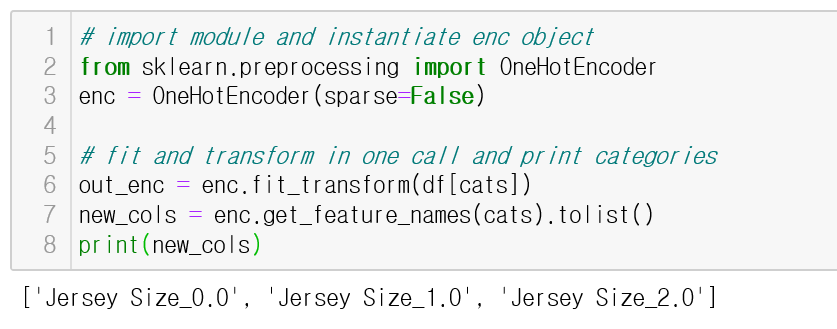 1 # import module and instantiate enc object
2 from sklearn.preprocessing import OneHotEncoder
3 enc = OneHotEncoder(sparse=False)
4
5 # fit and transform in one call and print categories
6 out_enc = enc.fit_transform(df[cats])
7 new_cols = enc.get_feature_names(cats).tolist()
8 print(new_cols)
['Jersey Size_0.0', 'Jersey Size_1.0', 'Jersey Size_2.0']